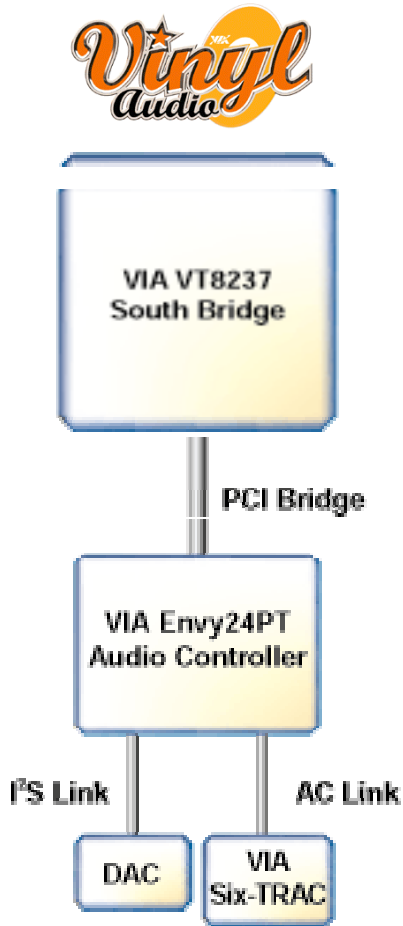 Vinyl
Audio
VIA VT8237
South Bridge
PCI Bridge
VIA Envy24PT
Audio Controller
I²S Link
AC Link
DAC
VIA
Six-TRAC